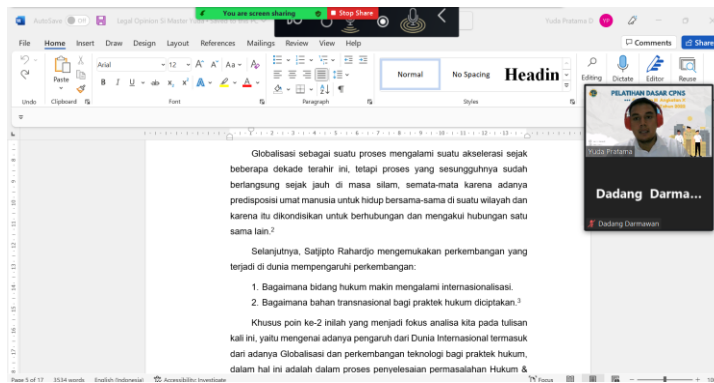 You are screen sharing
Stop Share
AutoSave Off
Legal Opinion Si Master Yuda
Yuda Pratama
YP
File Home Insert Draw Design Layout References Mailings Review View Help
Comments Share
Paste
Arial 12
Normal
No Spacing
Headin
Editing Dictate Editor Reuse
Undo Clipboard Font Paragraph Styles
PELATIHAN DASAR CPNS
Yuda Pratama
Dadang Darma...
Dadang Darmawan
Globalisasi sebagai suatu proses mengalami suatu akselerasi sejak
beberapa dekade terahir ini, tetapi proses yang sesungguhnya sudah
berlangsung sejak jauh di masa silam, semata-mata karena adanya
predisposisi umat manusia untuk hidup bersama-sama di suatu wilayah dan
karena itu dikondisikan untuk berhubungan dan mengakui hubungan satu
sama lain.2
Selanjutnya, Satjipto Rahardjo mengemukakan perkembangan yang
terjadi di dunia mempengaruhi perkembangan:
1. Bagaimana bidang hukum makin mengalami internasionalisasi.
2. Bagaimana bahan transnasional bagi praktek hukum diciptakan.3
Khusus poin ke-2 inilah yang menjadi fokus analisa kita pada tulisan
kali ini, yaitu mengenai adanya pengaruh dari Dunia Internasional termasuk
dari adanya Globalisasi dan perkembangan teknologi bagi praktek hukum,
dalam hal ini adalah dalam proses penyelesaian permasalahan Hukum &
Page 5 of 17 3534 words English (Indonesia) Accessibility: Investigate
Focus